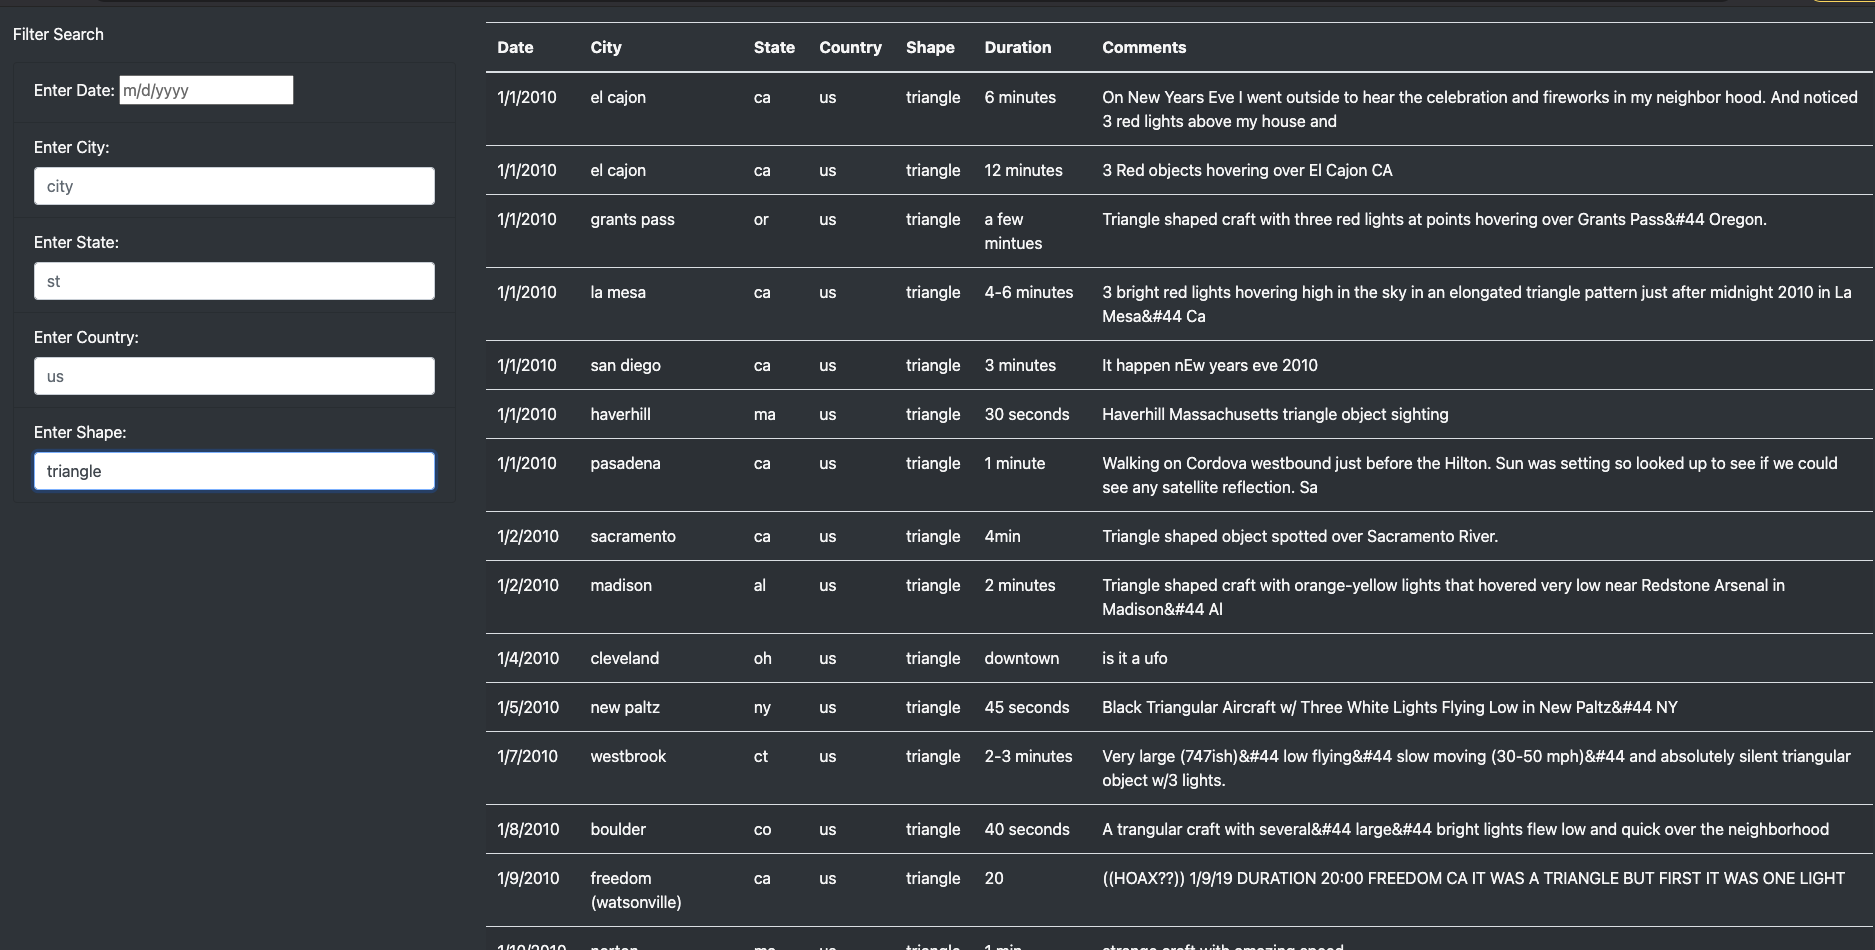 Filter Search
Enter Date: m/d/yyyy
Enter City:
city
Enter State:
st
Enter Country:
us
Enter Shape:
triangle
Date City State Country Shape Duration Comments
1/1/2010 el cajon ca us triangle 6 minutes On New Years Eve I went outside to hear the celebration and fireworks in my neighbor hood. And noticed
3 red lights above my house and
1/1/2010 el cajon ca us triangle 12 minutes 3 Red objects hovering over El Cajon CA
1/1/2010 grants pass or us triangle a few Triangle shaped craft with three red lights at points hovering over Grants Pass&#44 Oregon.
mintues
1/1/2010 la mesa ca us triangle 4-6 minutes 3 bright red lights hovering high in the sky in an elongated triangle pattern just after midnight 2010 in La
Mesa&#44 Ca
1/1/2010 san diego ca us triangle 3 minutes It happen nEw years eve 2010
1/1/2010 haverhill ma us triangle 30 seconds Haverhill Massachusetts triangle object sighting
1/1/2010 pasadena ca us triangle 1 minute Walking on Cordova westbound just before the Hilton. Sun was setting so looked up to see if we could
see any satellite reflection. Sa
1/2/2010 sacramento ca us triangle 4min Triangle shaped object spotted over Sacramento River.
1/2/2010 madison al us triangle 2 minutes Triangle shaped craft with orange-yellow lights that hovered very low near Redstone Arsenal in
Madison&#44 Al
1/4/2010 cleveland oh us triangle downtown is it a ufo
1/5/2010 new paltz ny us triangle 45 seconds Black Triangular Aircraft w/ Three White Lights Flying Low in New Paltz&#44 NY
1/7/2010 westbrook ct us triangle 2-3 minutes Very large (747ish)&#44 low flying&#44 slow moving (30-50 mph)&#44 and absolutely silent triangular
object w/3 lights.
1/8/2010 boulder co us triangle 40 seconds A trangular craft with several&#44 large&#44 bright lights flew low and quick over the neighborhood
1/9/2010 freedom ca us triangle 20 ((HOAX??)) 1/9/19 DURATION 20:00 FREEDOM CA IT WAS A TRIANGLE BUT FIRST IT WAS ONE LIGHT
(watsonville)
1/10/2010 us triangle 1 min strange craft with amazing speed